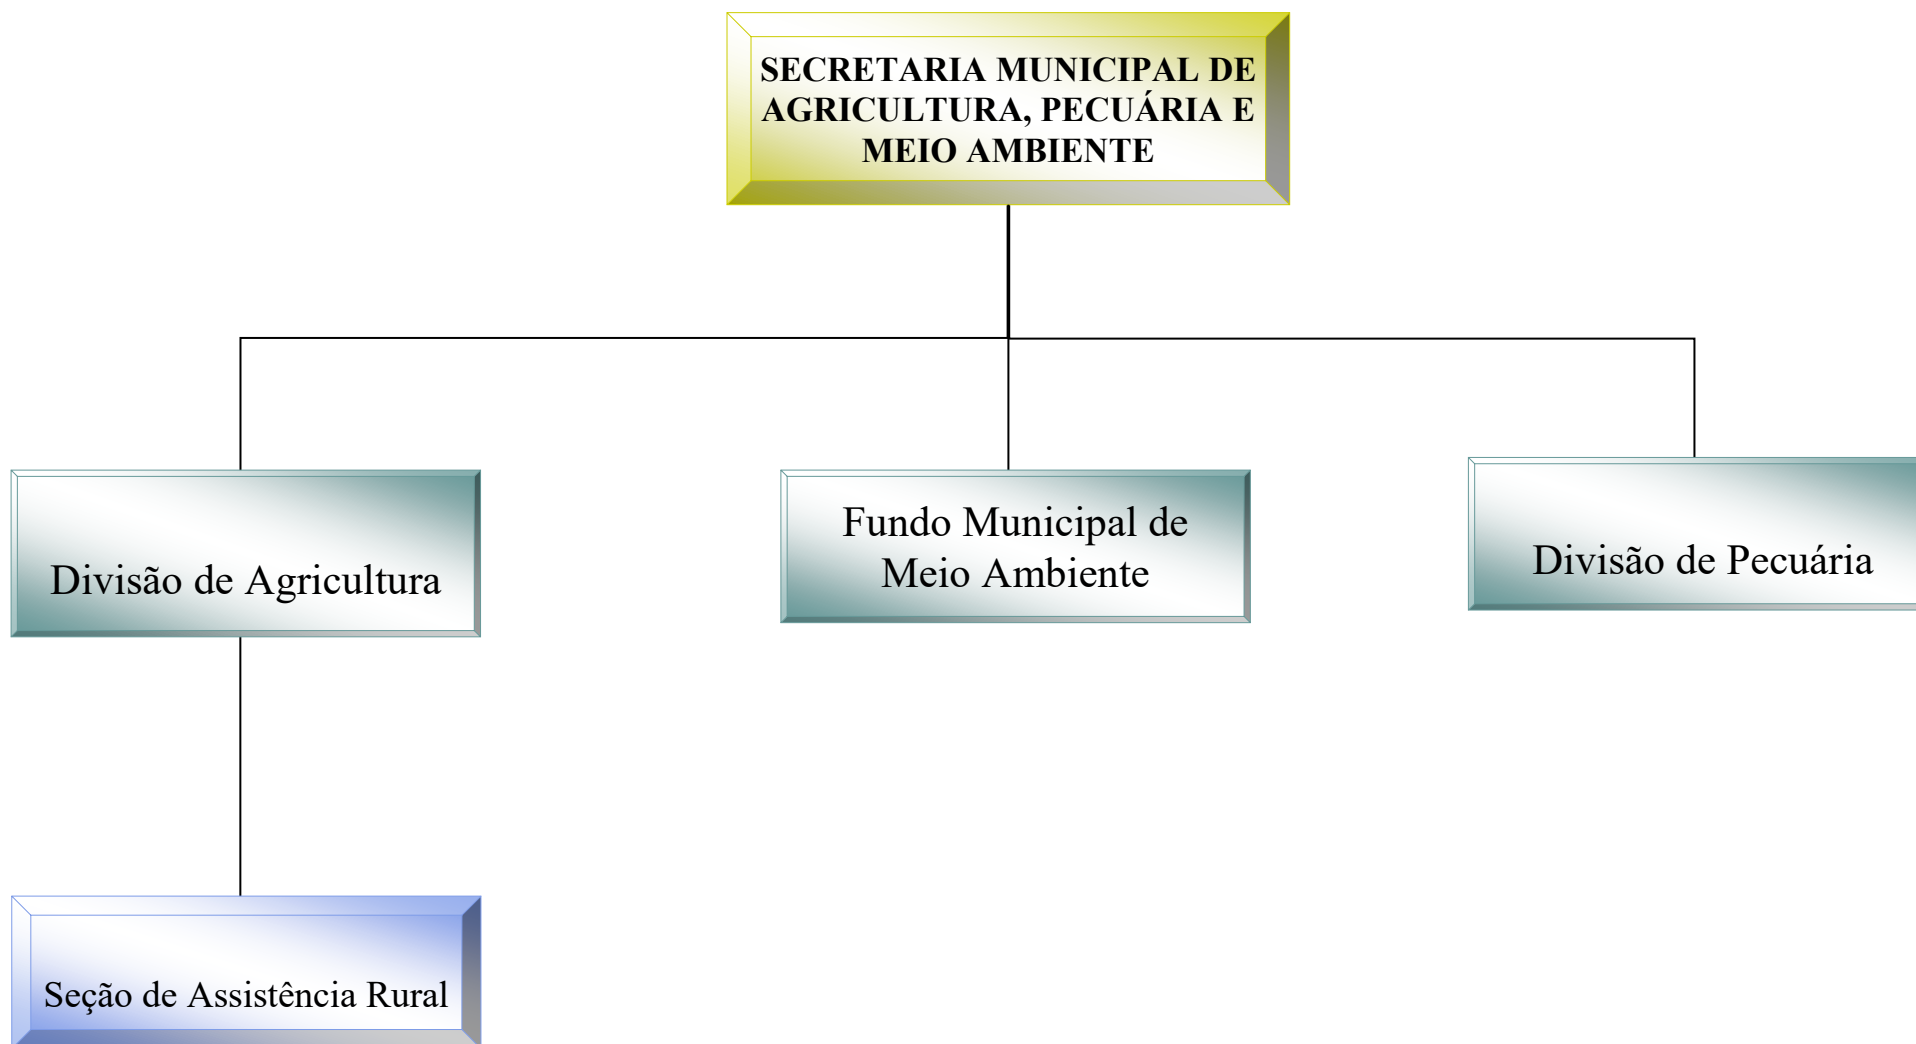 SECRETARIA MUNICIPAL DE
AGRICULTURA, PECUÁRIA E
MEIO AMBIENTE
Divisão de Agricultura
Fundo Municipal de
Meio Ambiente
Divisão de Pecuária
Seção de Assistência Rural